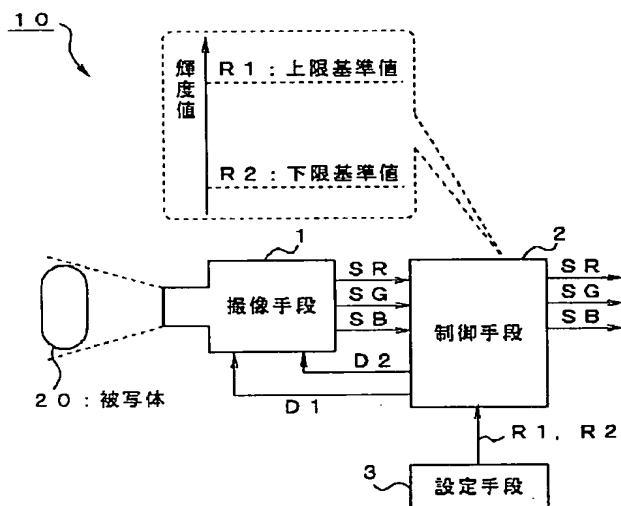 10
輝度値
R1：上限基準値
R2：下限基準値
1
2
撮像手段
SR
SG
SB
制御手段
SR
SG
SB
D2
D1
20：被写体
R1，R2
3
設定手段